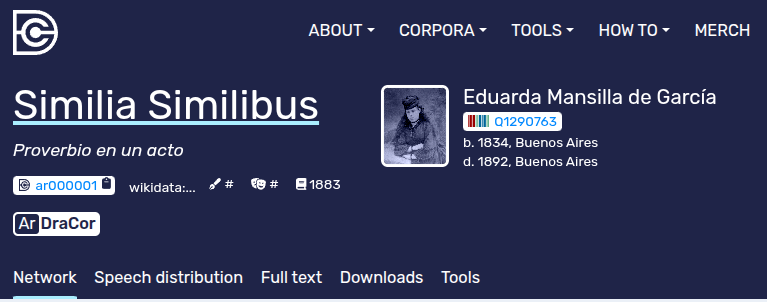 ABOUT CORPORA TOOLS HOW TO MERCH
Similia Similibus
Proverbio en un acto
ar000001 wikidata:... # # 1883
Ar DraCor
Eduarda Mansilla de García
Q1290763
b. 1834, Buenos Aires
d. 1892, Buenos Aires
Network Speech distribution Full text Downloads Tools